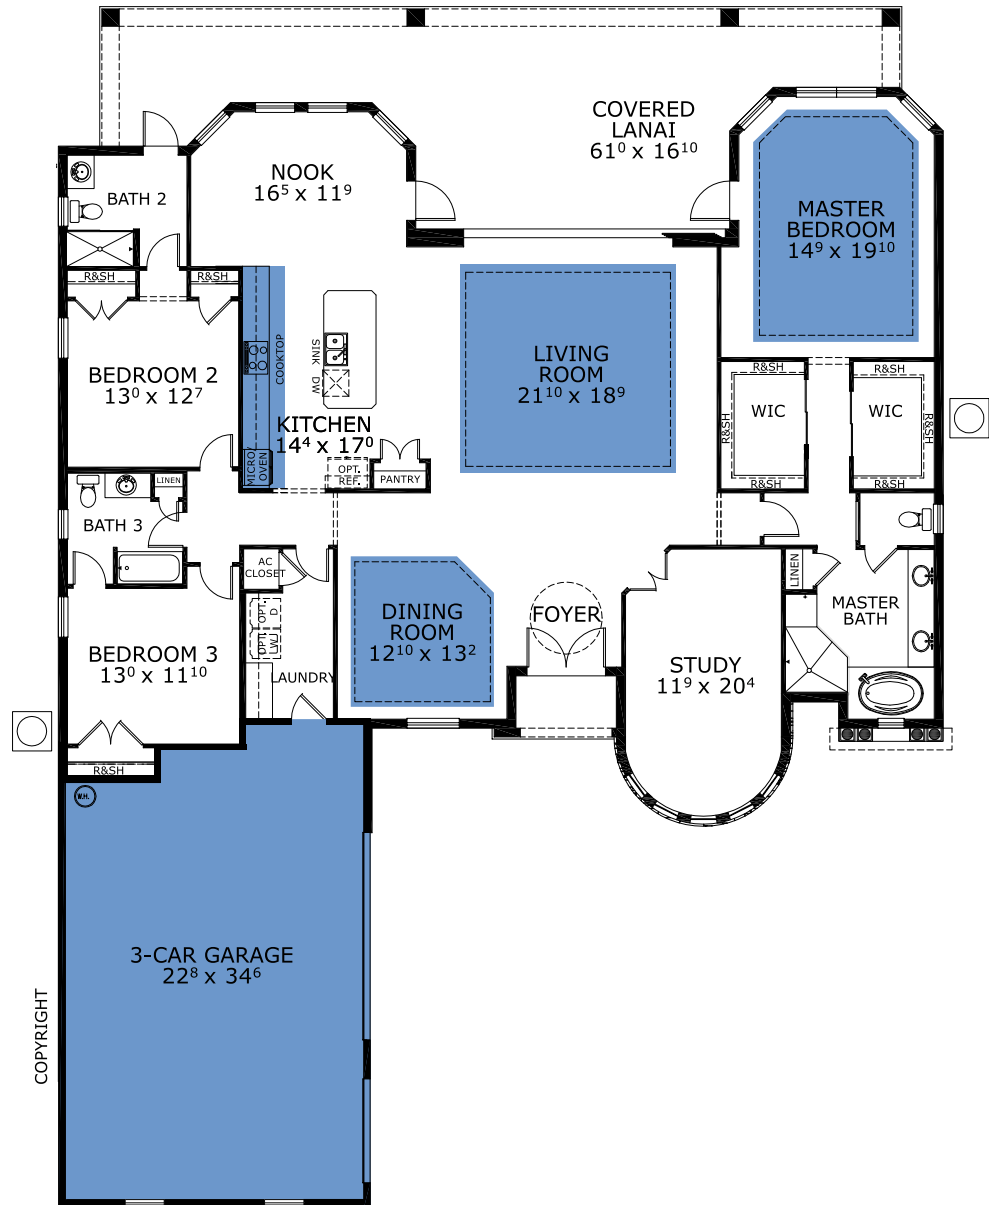 COVERED
LANAI
61⁰ x 16¹⁰
NOOK
16⁵ x 11⁹
BATH 2
MASTER
BEDROOM
14⁹ x 19¹⁰
R&SH
R&SH
COOKTOP
SINK
DW
LIVING
ROOM
21¹⁰ x 18⁹
BEDROOM 2
13⁰ x 12⁷
KITCHEN
14⁴ x 17⁰
MICRO/
OVEN
OPT.
REF.
PANTRY
R&SH
R&SH
WIC
WIC
R&SH
R&SH
R&SH
R&SH
LINEN
BATH 3
AC
CLOSET
LINEN
OPT.
D
OPT.
W
DINING
ROOM
12¹⁰ x 13²
FOYER
MASTER
BATH
BEDROOM 3
13⁰ x 11¹⁰
LAUNDRY
STUDY
11⁹ x 20⁴
R&SH
W.H.
3-CAR GARAGE
22⁸ x 34⁶
COPYRIGHT